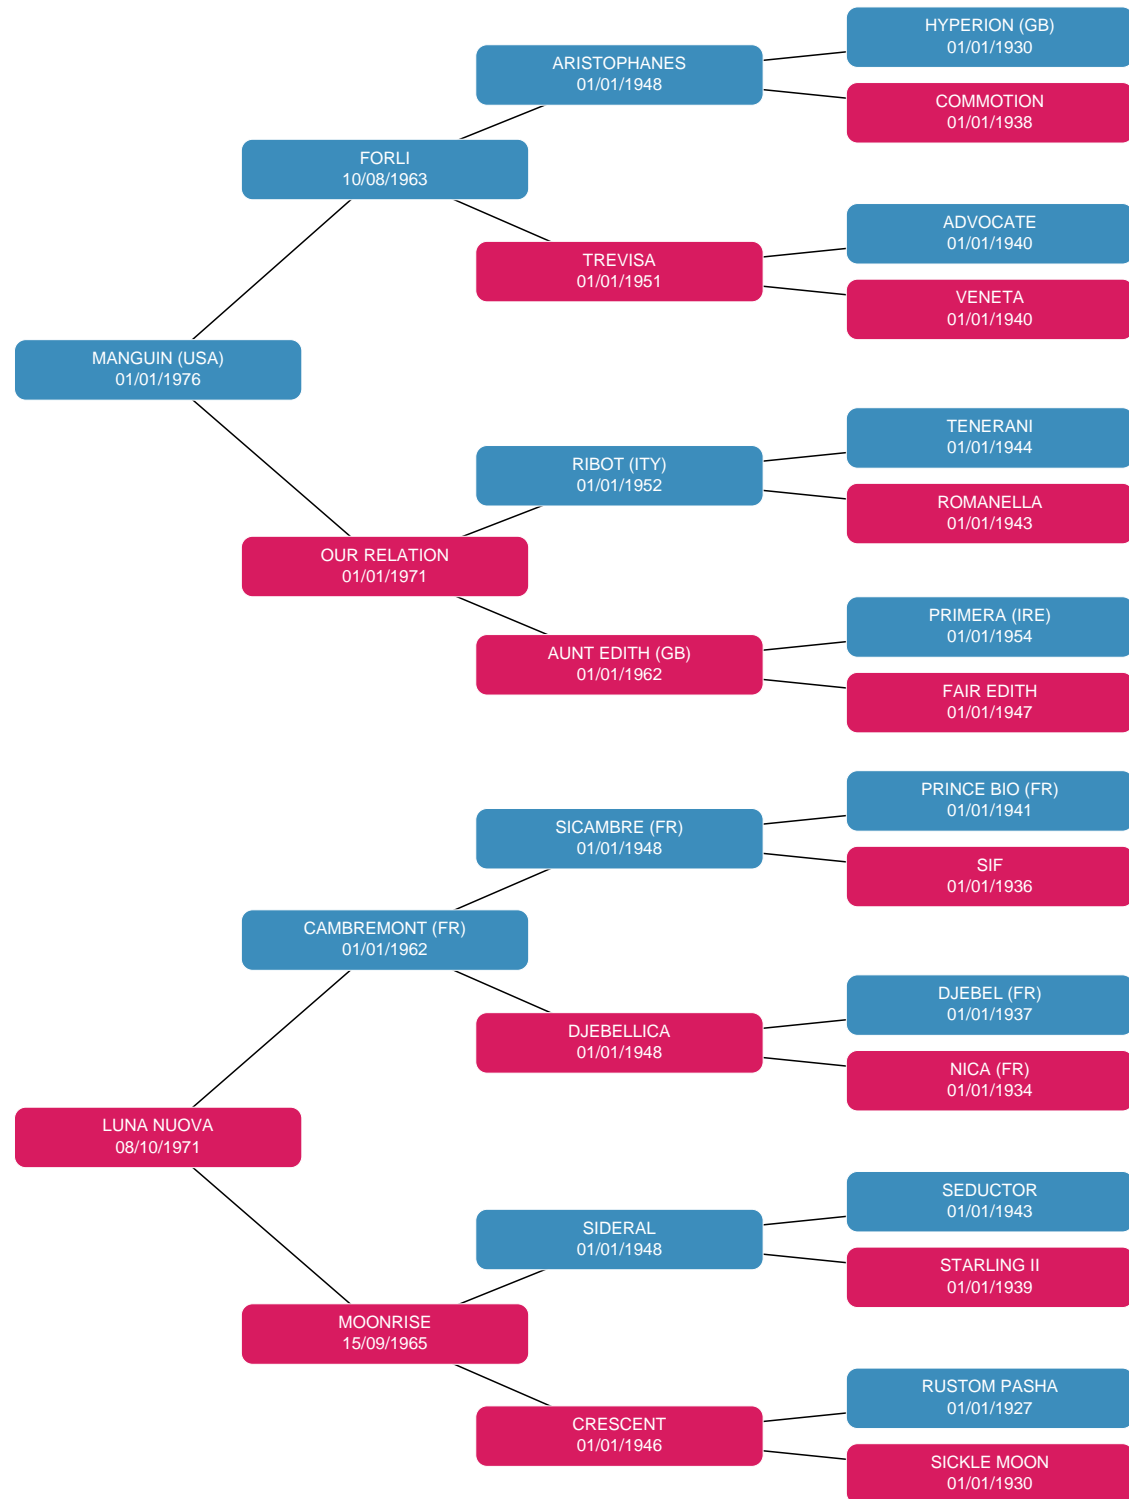 HYPERION (GB)
01/01/1930
ARISTOPHANES
01/01/1948
COMMOTION
01/01/1938
FORLI
10/08/1963
ADVOCATE
01/01/1940
TREVISA
01/01/1951
VENETA
01/01/1940
MANGUIN (USA)
01/01/1976
TENERANI
01/01/1944
RIBOT (ITY)
01/01/1952
ROMANELLA
01/01/1943
OUR RELATION
01/01/1971
PRIMERA (IRE)
01/01/1954
AUNT EDITH (GB)
01/01/1962
FAIR EDITH
01/01/1947
PRINCE BIO (FR)
01/01/1941
SICAMBRE (FR)
01/01/1948
SIF
01/01/1936
CAMBREMONT (FR)
01/01/1962
DJEBEL (FR)
01/01/1937
DJEBELLICA
01/01/1948
NICA (FR)
01/01/1934
LUNA NUOVA
08/10/1971
SEDUCTOR
01/01/1943
SIDERAL
01/01/1948
STARLING II
01/01/1939
MOONRISE
15/09/1965
RUSTOM PASHA
01/01/1927
CRESCENT
01/01/1946
SICKLE MOON
01/01/1930